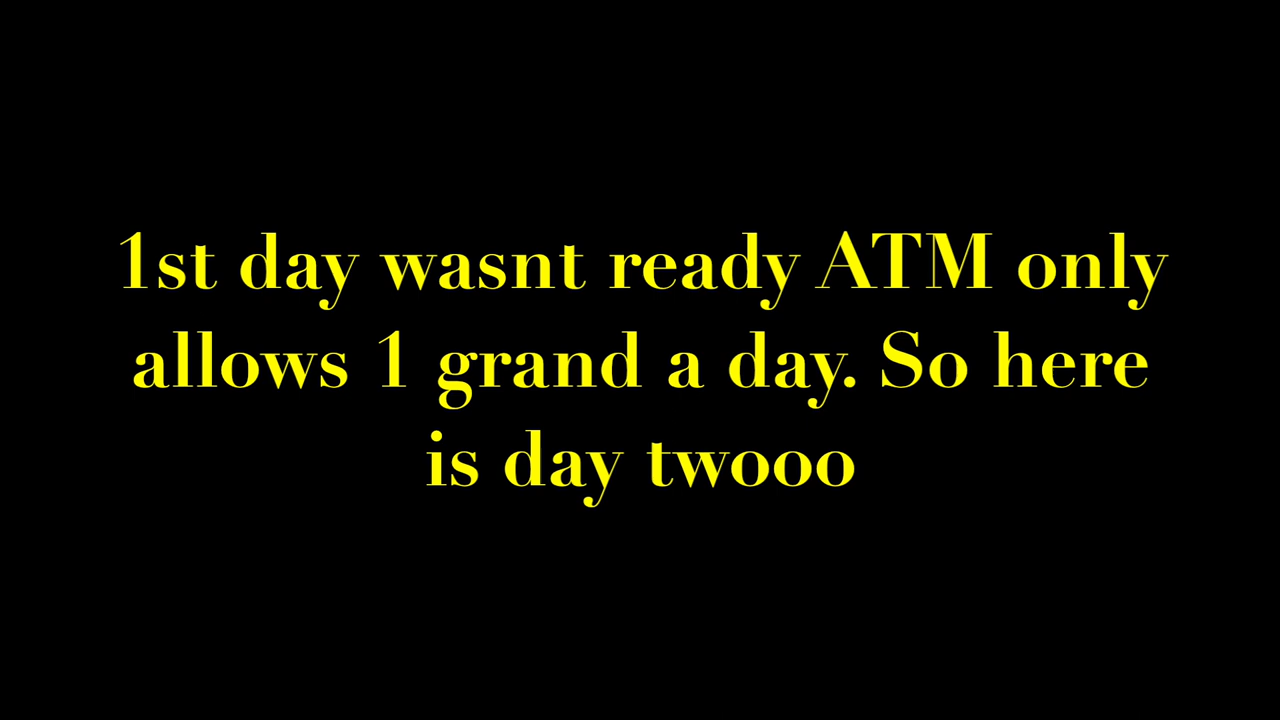 1st day wasnt ready ATM only
allows 1 grand a day. So here
is day twooo